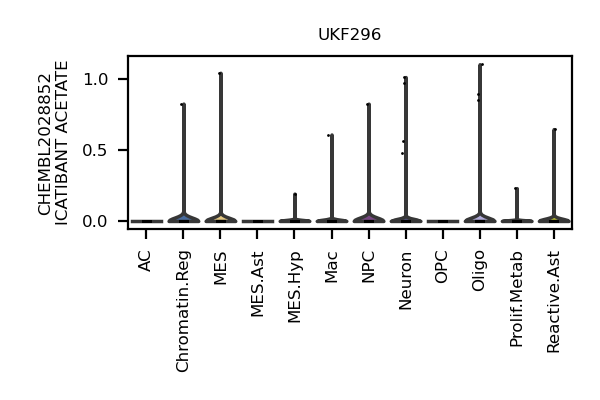 UKF296
CHEMBL2028852
ICATIBANT ACETATE
1.0
0.5
0.0
AC
Chromatin.Reg
MES
MES.Ast
MES.Hyp
Mac
NPC
Neuron
OPC
Oligo
Prolif.Metab
Reactive.Ast